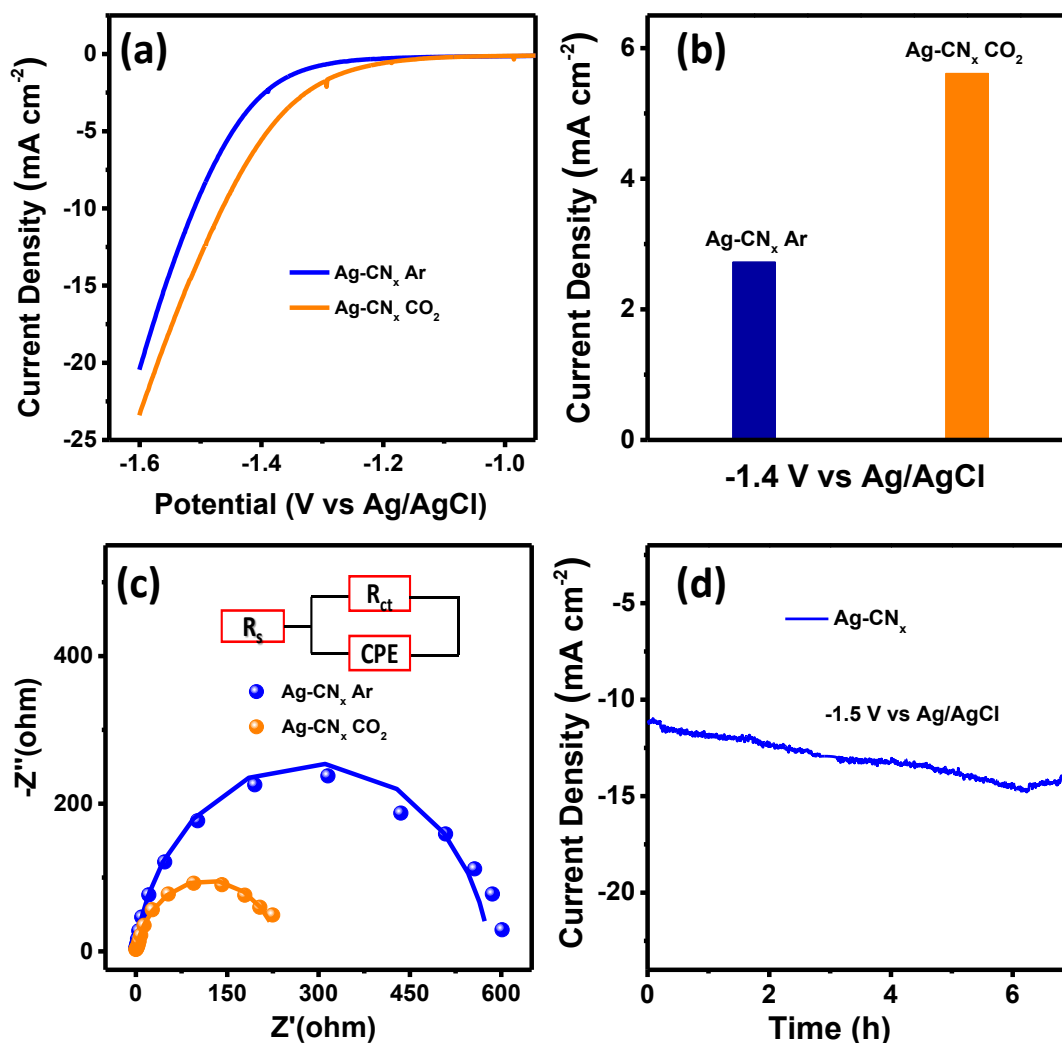 (a)
0
-5
-10
-15
-20
-25
Current Density (mA cm⁻²)
Ag-CNₓ Ar
Ag-CNₓ CO₂
-1.6
-1.4
-1.2
-1.0
Potential (V vs Ag/AgCl)
(b)
6
4
2
0
Current Density (mA cm⁻²)
Ag-CNₓ CO₂
Ag-CNₓ Ar
-1.4 V vs Ag/AgCl
(c)
400
200
0
-Z''(ohm)
Rct
Rs
CPE
Ag-CNₓ Ar
Ag-CNₓ CO₂
0
150
300
450
600
Z'(ohm)
(d)
-5
-10
-15
-20
Current Density (mA cm⁻²)
Ag-CNₓ
-1.5 V vs Ag/AgCl
0
2
4
6
Time (h)